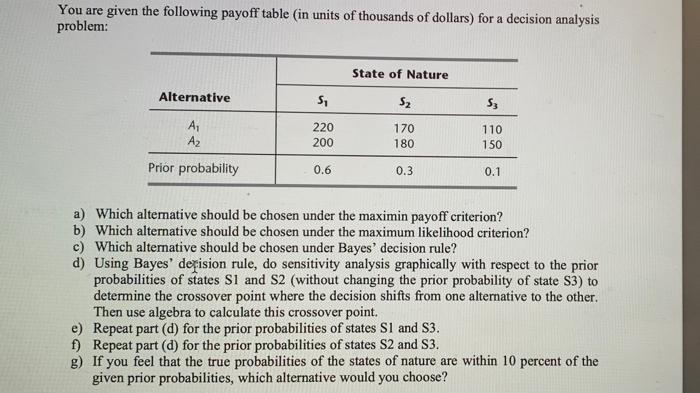 You are given the following payoff table (in units of thousands of dollars) for a decision analysis
problem:
State of Nature
Alternative S₁ S₂ S₃
A₁ 220 170 110
A₂ 200 180 150
Prior probability 0.6 0.3 0.1
a) Which alternative should be chosen under the maximin payoff criterion?
b) Which alternative should be chosen under the maximum likelihood criterion?
c) Which alternative should be chosen under Bayes' decision rule?
d) Using Bayes' decision rule, do sensitivity analysis graphically with respect to the prior
probabilities of states S1 and S2 (without changing the prior probability of state S3) to
determine the crossover point where the decision shifts from one alternative to the other.
Then use algebra to calculate this crossover point.
e) Repeat part (d) for the prior probabilities of states S1 and S3.
f) Repeat part (d) for the prior probabilities of states S2 and S3.
g) If you feel that the true probabilities of the states of nature are within 10 percent of the
given prior probabilities, which alternative would you choose?